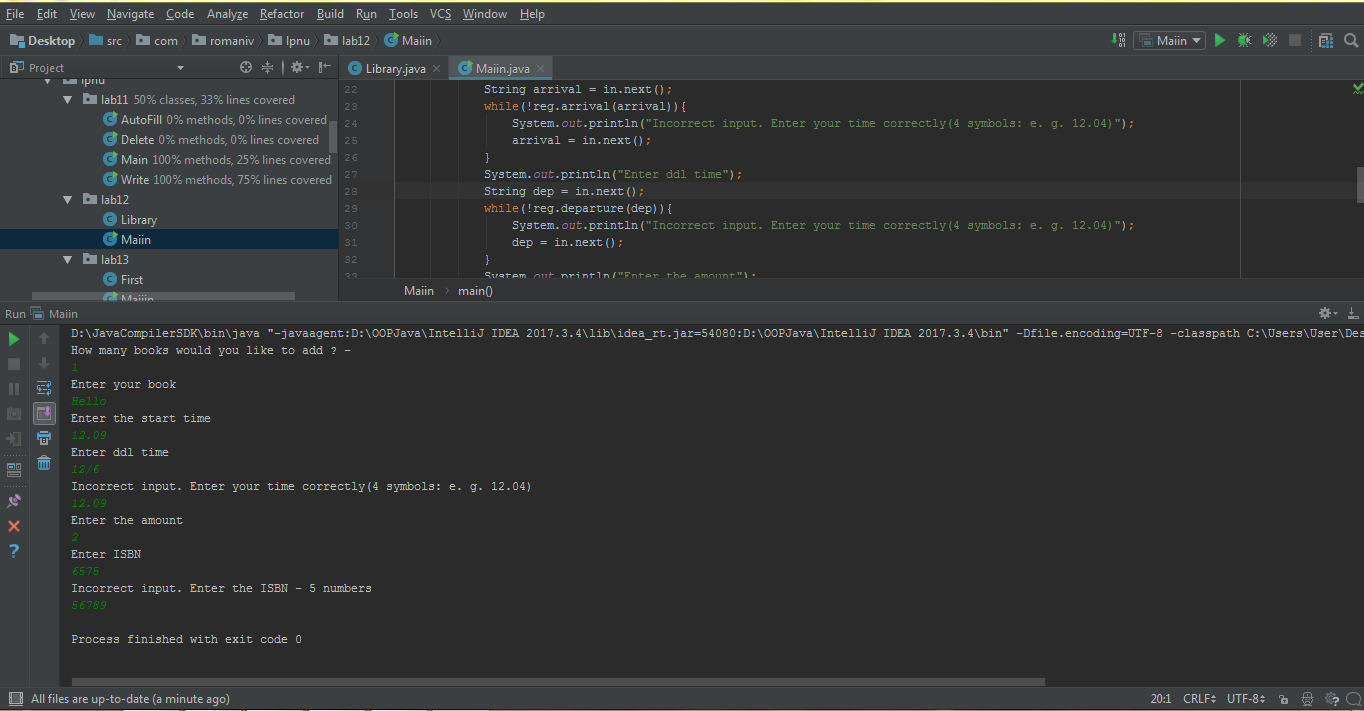 File Edit View Navigate Code Analyze Refactor Build Run Tools VCS Window Help
Desktop src com romaniv lpnu lab12 Maiin
Maiin
Project
Library.java Maiin.java
lpnu
lab11 50% classes, 33% lines covered
AutoFill 0% methods, 0% lines covered
Delete 0% methods, 0% lines covered
Main 100% methods, 25% lines covered
Write 100% methods, 75% lines covered
lab12
Library
Maiin
lab13
First
Maiiin
22 String arrival = in.next();
23 while(!reg.arrival(arrival)){
24 System.out.println("Incorrect input. Enter your time correctly(4 symbols: e. g. 12.04)");
25 arrival = in.next();
26 }
27 System.out.println("Enter ddl time");
28 String dep = in.next();
29 while(!reg.departure(dep)){
30 System.out.println("Incorrect input. Enter your time correctly(4 symbols: e. g. 12.04)");
31 dep = in.next();
32 }
33 System.out.println("Enter the amount");
Maiin main()
Run Maiin
D:\JavaCompilerSDK\bin\java "-javaagent:D:\OOPJava\IntelliJ IDEA 2017.3.4\lib\idea_rt.jar=54080:D:\OOPJava\IntelliJ IDEA 2017.3.4\bin" -Dfile.encoding=UTF-8 -classpath C:\Users\User\Des
How many books would you like to add ? -
1
Enter your book
Hello
Enter the start time
12.09
Enter ddl time
12/6
Incorrect input. Enter your time correctly(4 symbols: e. g. 12.04)
12.09
Enter the amount
2
Enter ISBN
6575
Incorrect input. Enter the ISBN - 5 numbers
56789
Process finished with exit code 0
All files are up-to-date (a minute ago)
20:1 CRLF UTF-8